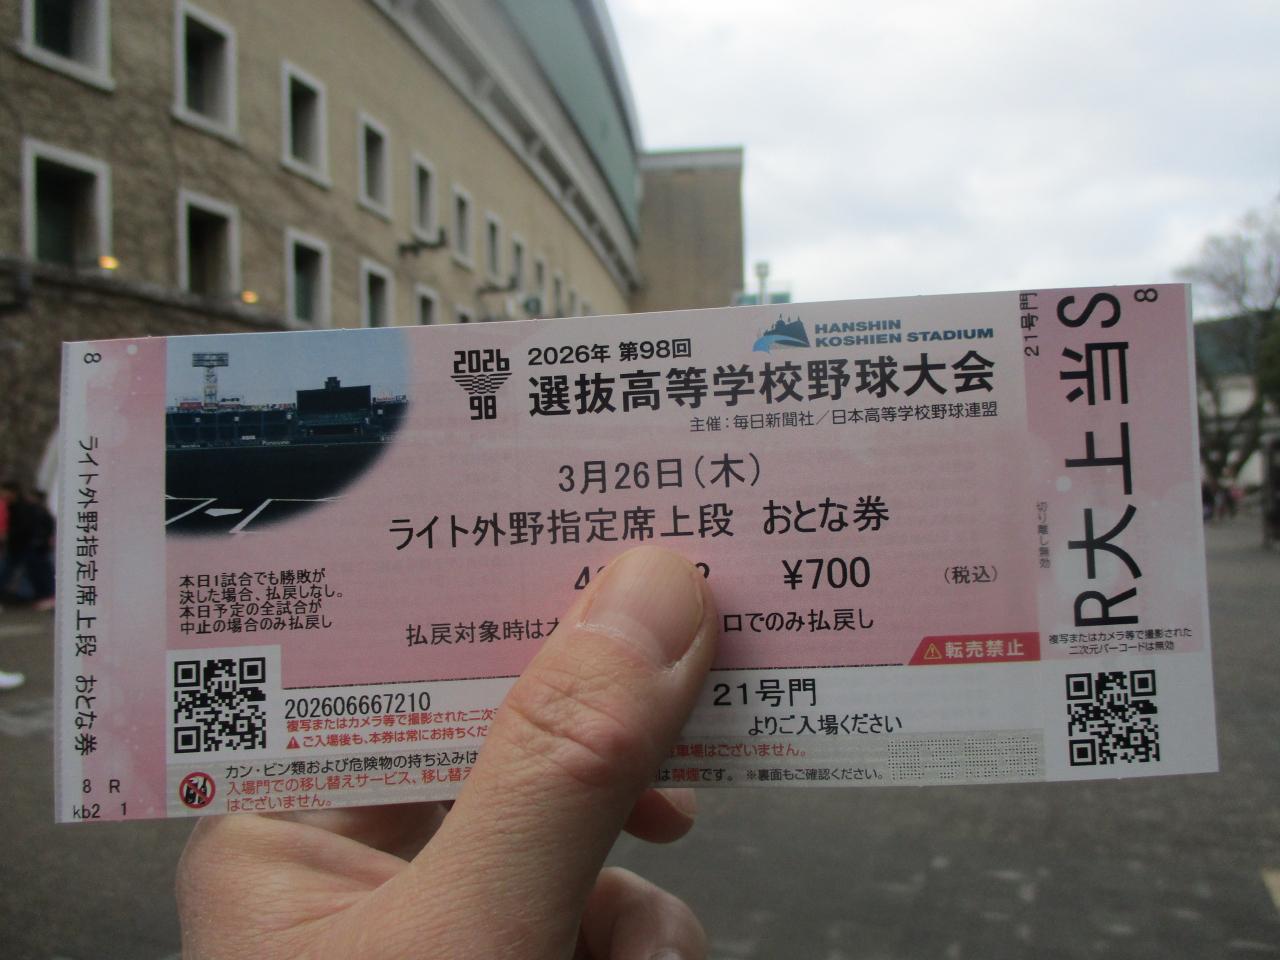 8
ライト外野指定席上段 おとな券
8 R
kb2 1
2026
98
2026年 第98回
選抜高等学校野球大会
主催：毎日新聞社／日本高等学校野球連盟
HANSHIN
KOSHIEN STADIUM
3月26日（木）
ライト外野指定席上段 おとな券
¥700
（税込）
本日1試合でも勝敗が
決した場合、払戻しなし。
本日予定の全試合が
中止の場合のみ払戻し
払戻対象時は
口でのみ払戻し
転売禁止
202606667210
複写またはカメラ等で撮影された二次
ご入場後も、本券は常にお持ちくだ
21号門
よりご入場ください
カン・ビン類および危険物の持ち込みは
入場門での移し替えサービス、移し替え
はございません。
車場はございません。
は禁煙です。 ※裏面もご確認ください。
21号門
切り離し無効
8
R大上当S
複写またはカメラ等で撮影された
二次元バーコードは無効